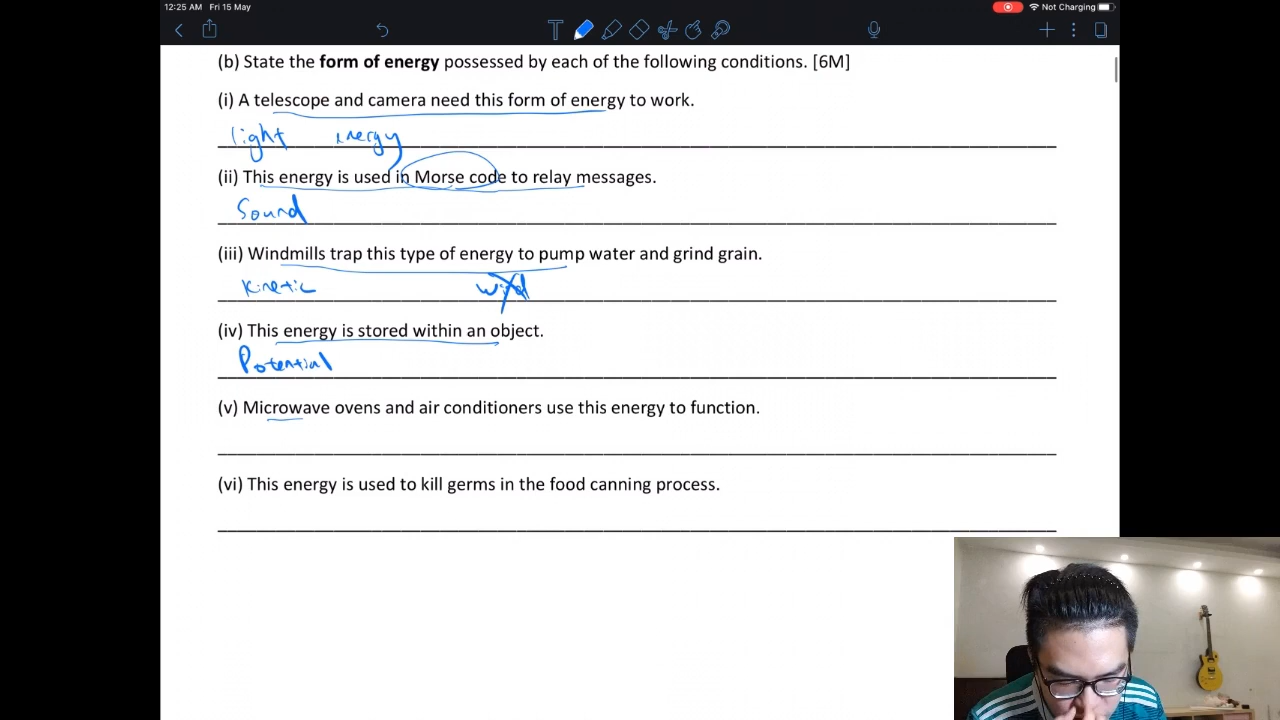 12:25 AM Fri 15 May
Not Charging
(b) State the form of energy possessed by each of the following conditions. [6M]
(i) A telescope and camera need this form of energy to work.
light energy
(ii) This energy is used in Morse code to relay messages.
Sound
(iii) Windmills trap this type of energy to pump water and grind grain.
Kinetic wind
(iv) This energy is stored within an object.
Potential
(v) Microwave ovens and air conditioners use this energy to function.
(vi) This energy is used to kill germs in the food canning process.